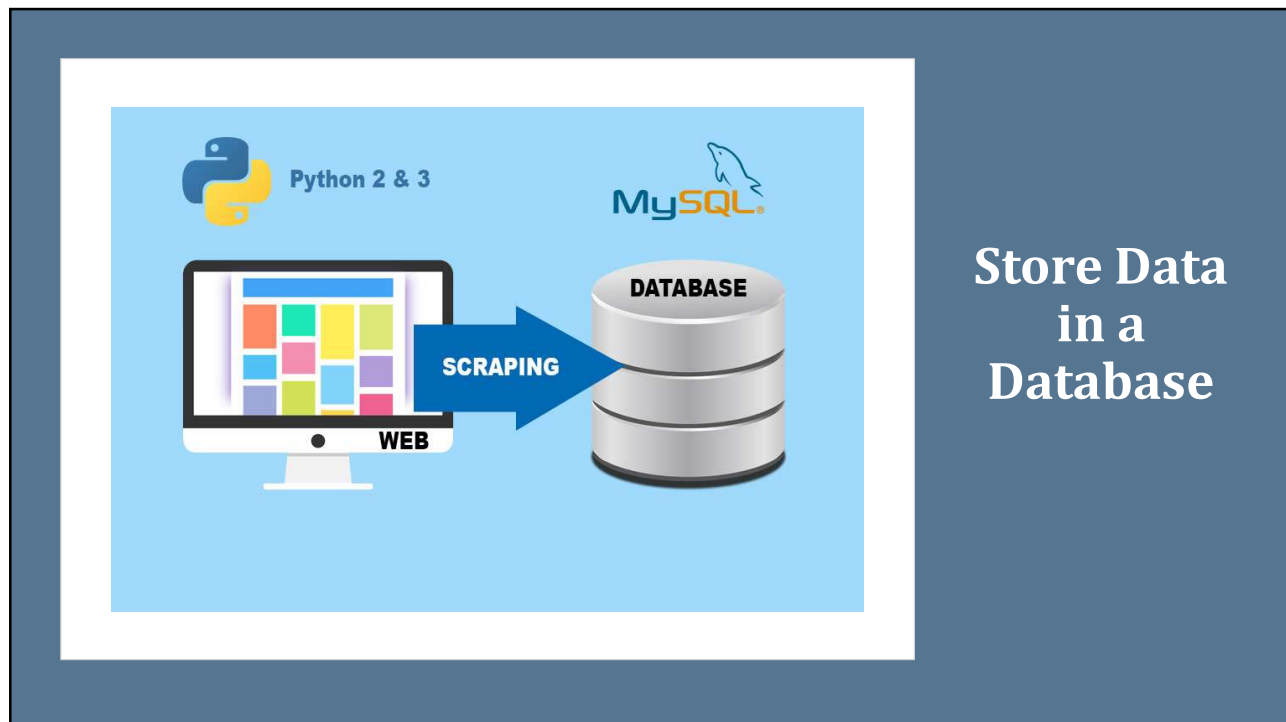 Python 2 & 3
MySQL®
DATABASE
SCRAPING
WEB
Store Data
in a
Database